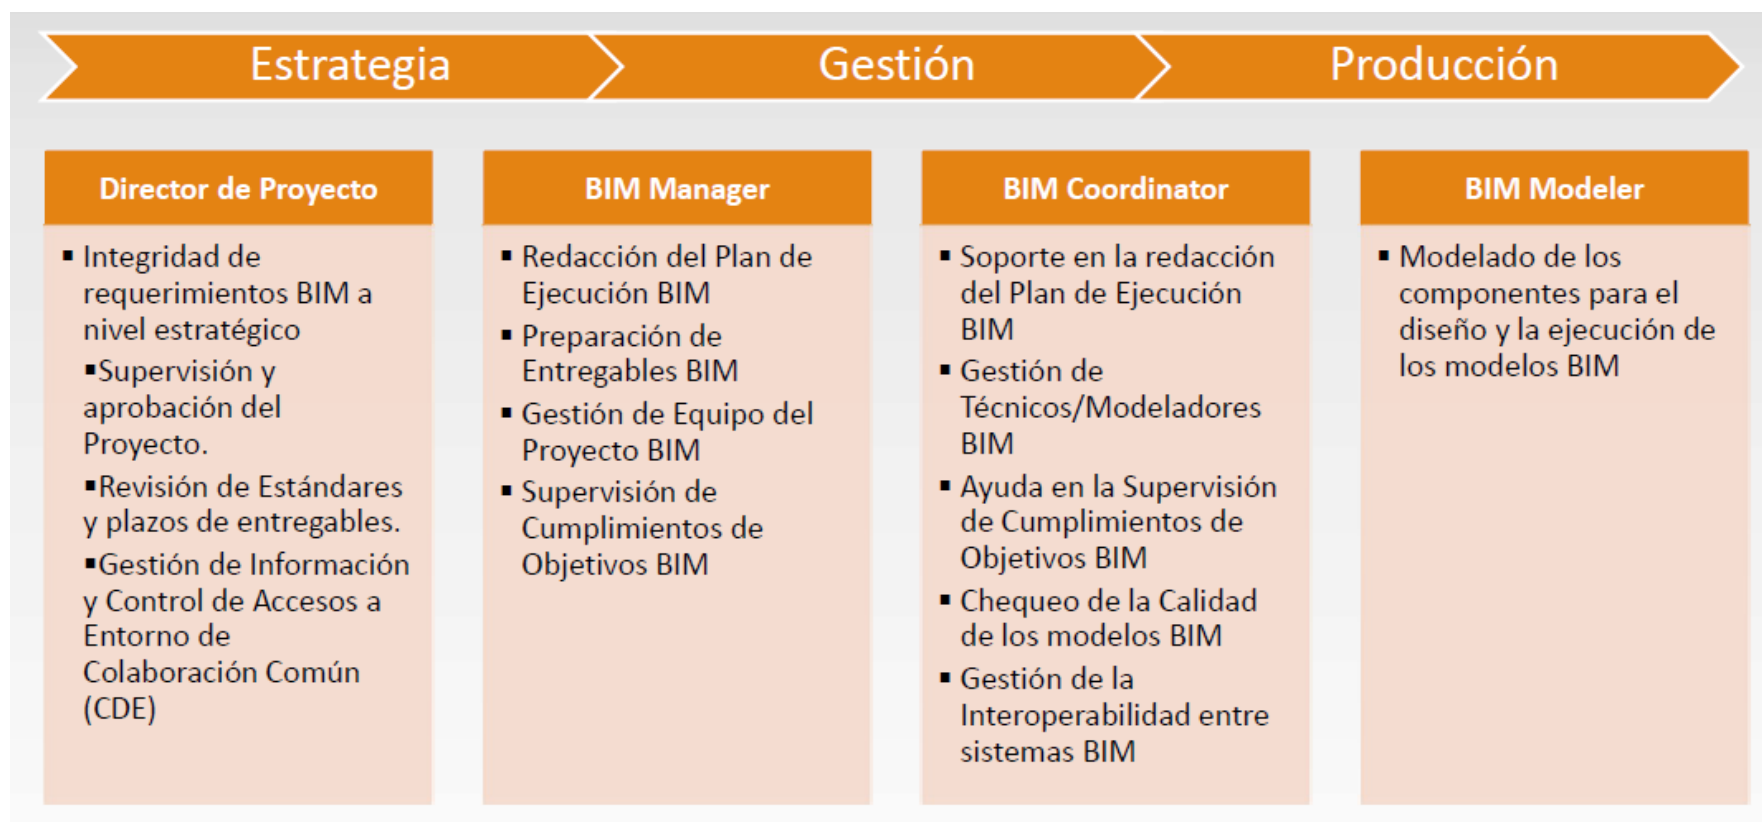 Estrategia
Gestión
Producción
Director de Proyecto
▪ Integridad de
requerimientos BIM a
nivel estratégico
▪Supervisión y
aprobación del
Proyecto.
▪Revisión de Estándares
y plazos de entregables.
▪Gestión de Información
y Control de Accesos a
Entorno de
Colaboración Común
(CDE)
BIM Manager
▪ Redacción del Plan de
Ejecución BIM
▪ Preparación de
Entregables BIM
▪ Gestión de Equipo del
Proyecto BIM
▪ Supervisión de
Cumplimientos de
Objetivos BIM
BIM Coordinator
▪ Soporte en la redacción
del Plan de Ejecución
BIM
▪ Gestión de
Técnicos/Modeladores
BIM
▪ Ayuda en la Supervisión
de Cumplimientos de
Objetivos BIM
▪ Chequeo de la Calidad
de los modelos BIM
▪ Gestión de la
Interoperabilidad entre
sistemas BIM
BIM Modeler
▪ Modelado de los
componentes para el
diseño y la ejecución de
los modelos BIM